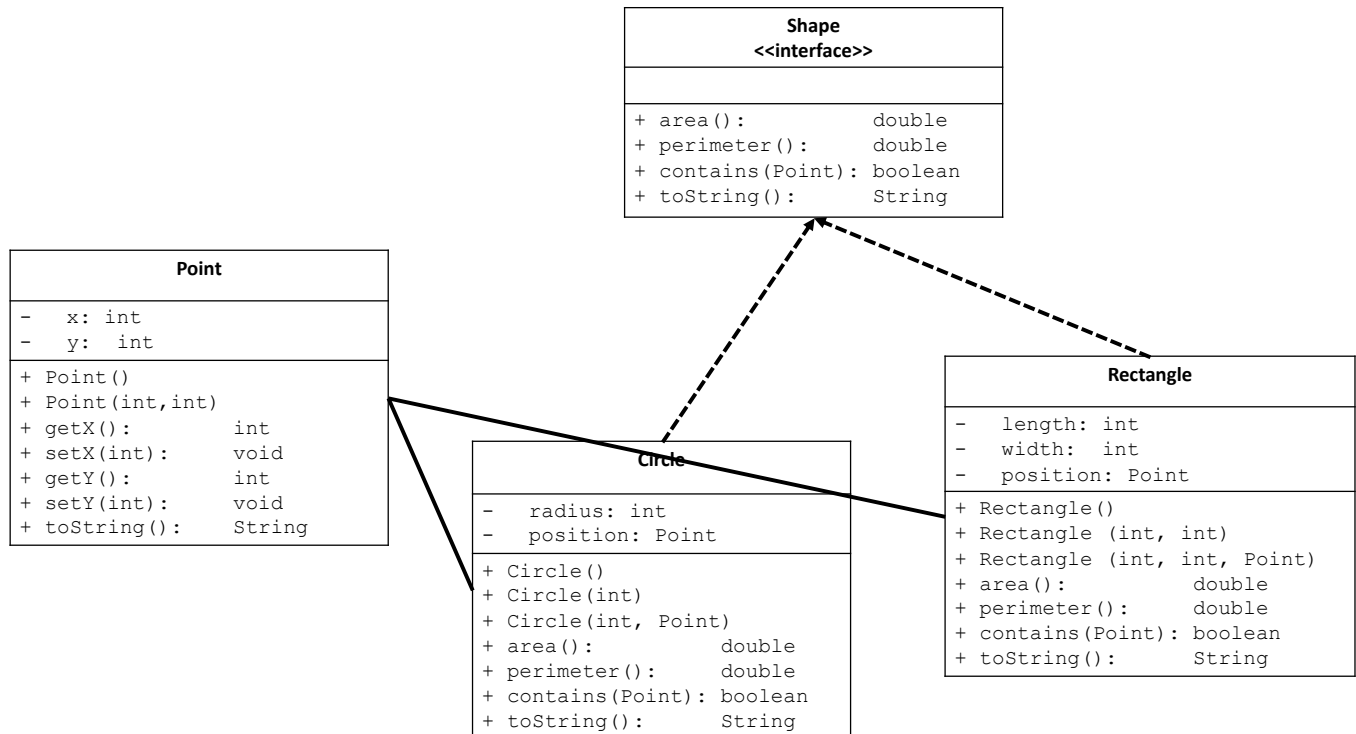 Shape
<<interface>>
+ area(): double
+ perimeter(): double
+ contains(Point): boolean
+ toString(): String
Point
- x: int
- y: int
+ Point()
+ Point(int,int)
+ getX(): int
+ setX(int): void
+ getY(): int
+ setY(int): void
+ toString(): String
Circle
- radius: int
- position: Point
+ Circle()
+ Circle(int)
+ Circle(int, Point)
+ area(): double
+ perimeter(): double
+ contains(Point): boolean
+ toString(): String
Rectangle
- length: int
- width: int
- position: Point
+ Rectangle()
+ Rectangle (int, int)
+ Rectangle (int, int, Point)
+ area(): double
+ perimeter(): double
+ contains(Point): boolean
+ toString(): String